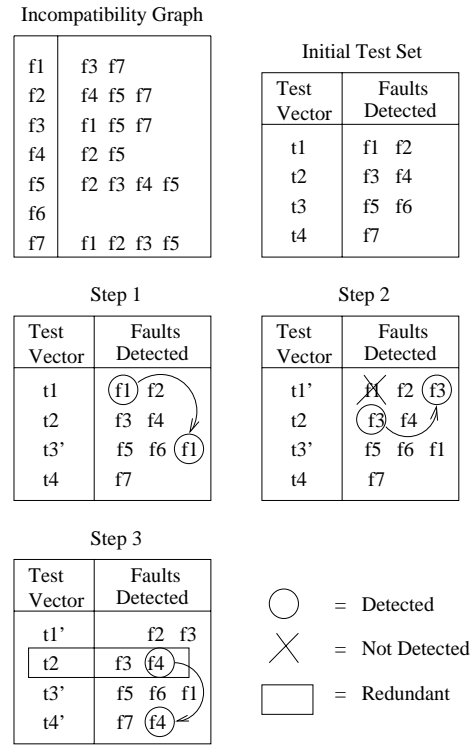 Incompatibility Graph
f1 f3 f7
f2 f4 f5 f7
f3 f1 f5 f7
f4 f2 f5
f5 f2 f3 f4 f5
f6
f7 f1 f2 f3 f5
Initial Test Set
Test Vector Faults Detected
t1 f1 f2
t2 f3 f4
t3 f5 f6
t4 f7
Step 1
Test Vector Faults Detected
t1 f1 f2
t2 f3 f4
t3' f5 f6 f1
t4 f7
Step 2
Test Vector Faults Detected
t1' f1 f2 f3
t2 f3 f4
t3' f5 f6 f1
t4 f7
Step 3
Test Vector Faults Detected
t1' f2 f3
t2 f3 f4
t3' f5 f6 f1
t4' f7 f4
= Detected
= Not Detected
= Redundant